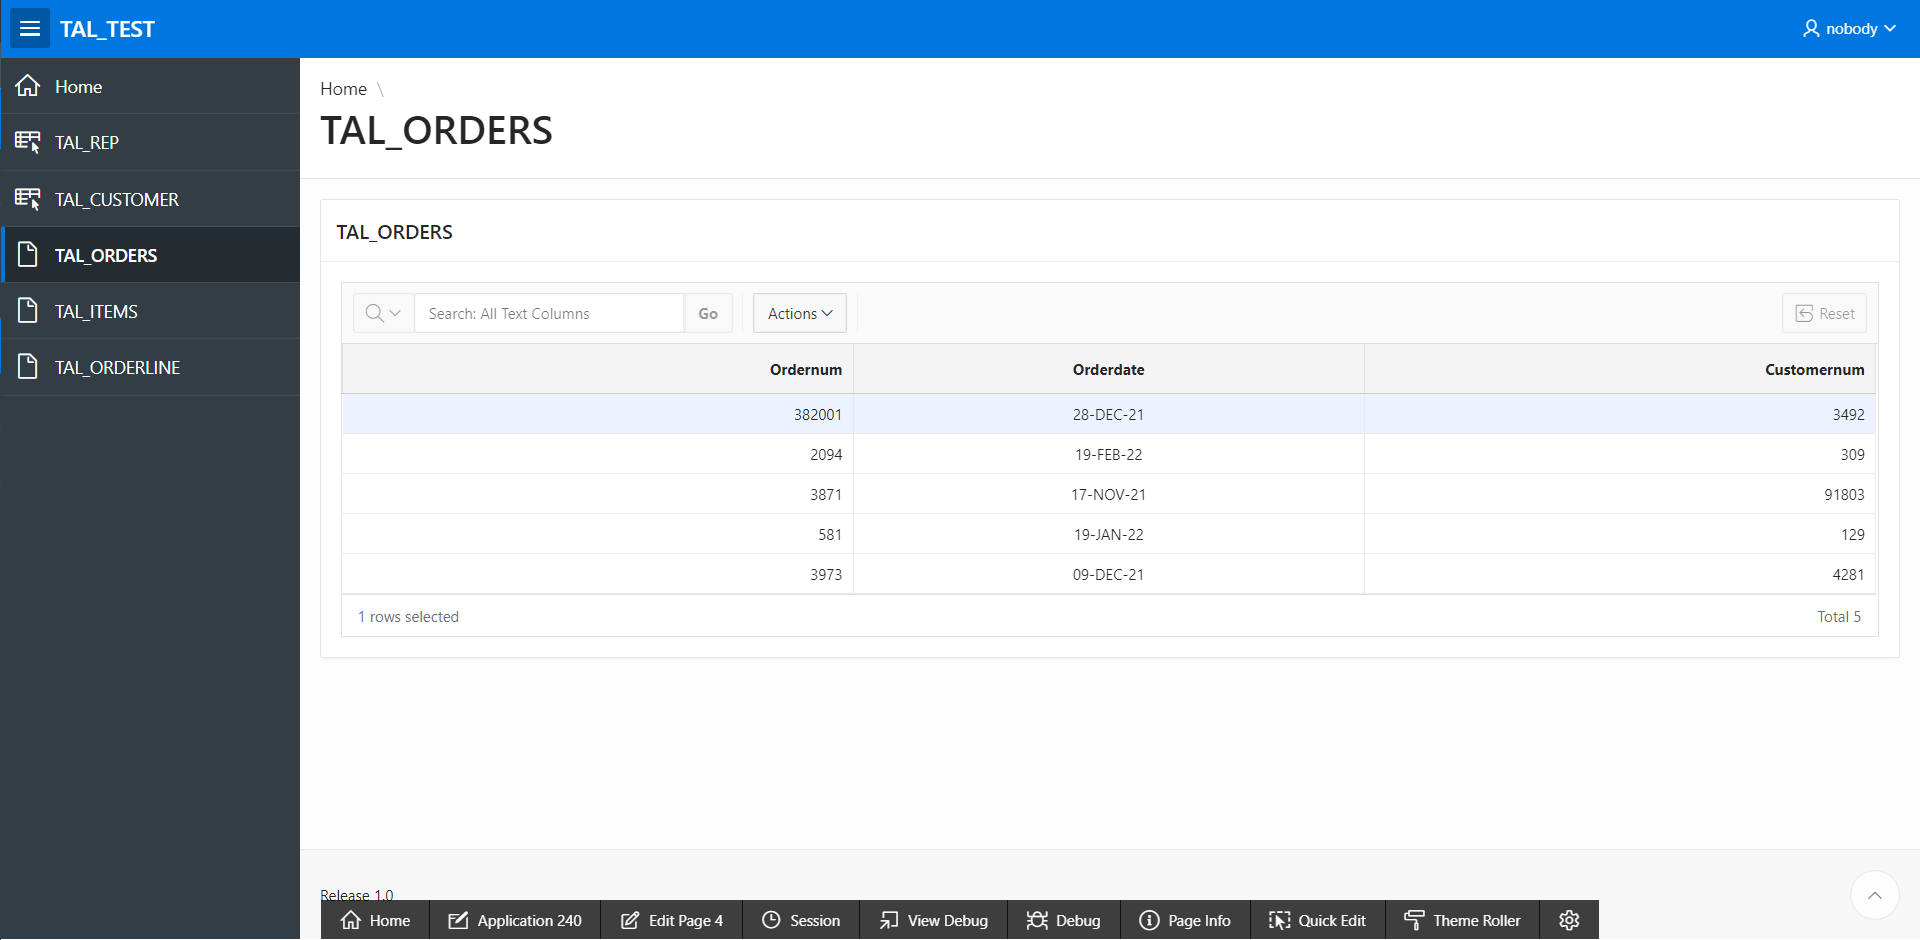 TAL_TEST
nobody
Home
TAL_REP
TAL_CUSTOMER
TAL_ORDERS
TAL_ITEMS
TAL_ORDERLINE
Home \
TAL_ORDERS
TAL_ORDERS
Search: All Text Columns Go Actions Reset
Ordernum Orderdate Customernum
382001 28-DEC-21 3492
2094 19-FEB-22 309
3871 17-NOV-21 91803
581 19-JAN-22 129
3973 09-DEC-21 4281
1 rows selected Total 5
Release 1.0
Home Application 240 Edit Page 4 Session View Debug Debug Page Info Quick Edit Theme Roller